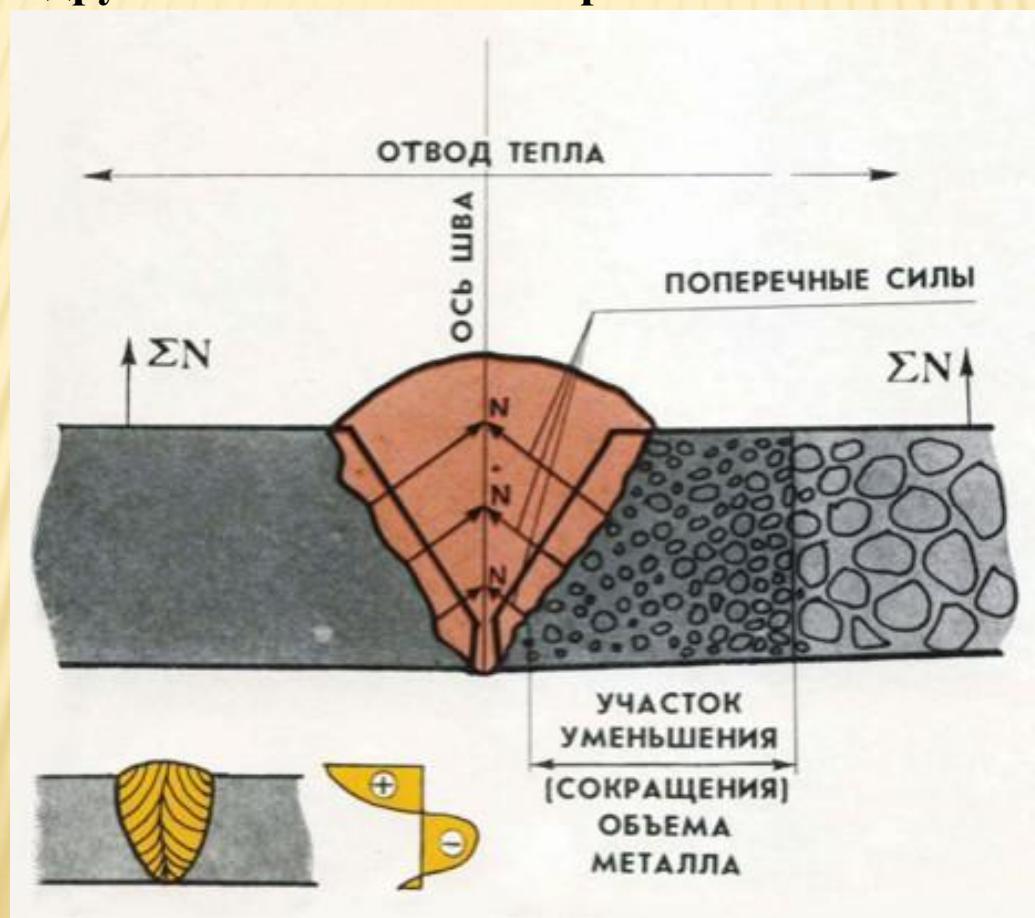 ОТВОД ТЕПЛА
ОСЬ ШВА
ПОПЕРЕЧНЫЕ СИЛЫ
ΣN
ΣN
N
N
N
УЧАСТОК
УМЕНЬШЕНИЯ
(СОКРАЩЕНИЯ)
ОБЪЕМА
МЕТАЛЛА
+
−